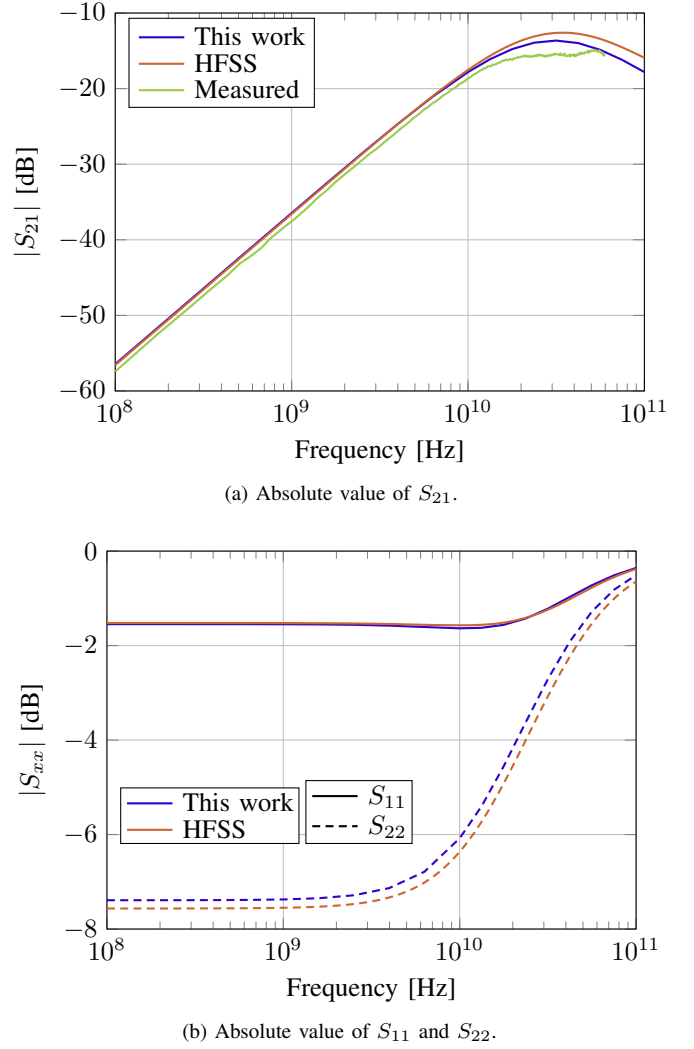 −10
−20
−30
−40
−50
−60
|S21| [dB]
This work
HFSS
Measured
10^8
10^9
10^10
10^11
Frequency [Hz]
(a) Absolute value of S21.
0
−2
−4
−6
−8
|Sxx| [dB]
This work
HFSS
S11
S22
10^8
10^9
10^10
10^11
Frequency [Hz]
(b) Absolute value of S11 and S22.